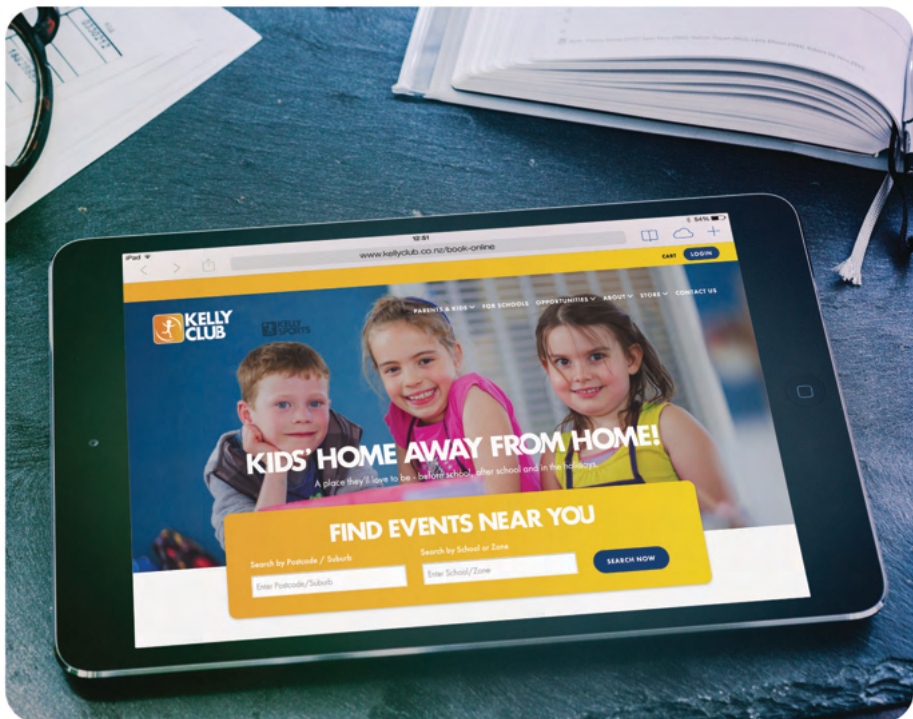 0330212
iPad
12:51
64%
www.kellyclub.co.nz/book-online
CART
LOGIN
KELLY
CLUB
KELLY
SPORTS
PARENTS & KIDS
FOR SCHOOLS
OPPORTUNITIES
ABOUT
STORE
CONTACT US
KIDS' HOME AWAY FROM HOME!
A place they'll love to be - before school, after school and in the holidays.
FIND EVENTS NEAR YOU
Search by Postcode / Suburb
Search by School or Zone
Enter Postcode/Suburb
Enter School/Zone
SEARCH NOW